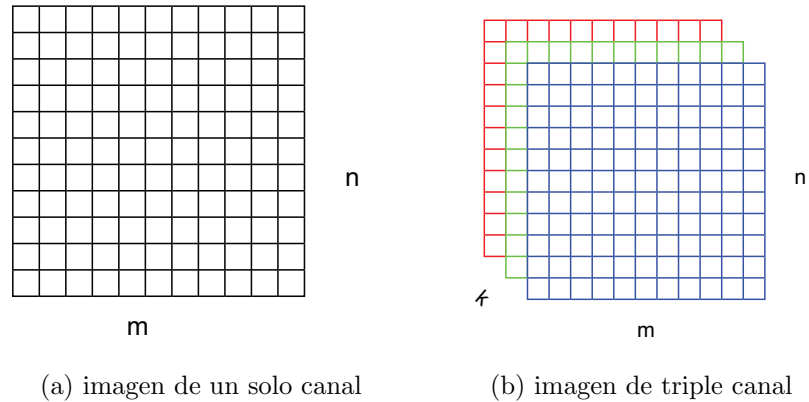 n
m
(a) imagen de un solo canal
n
k
m
(b) imagen de triple canal